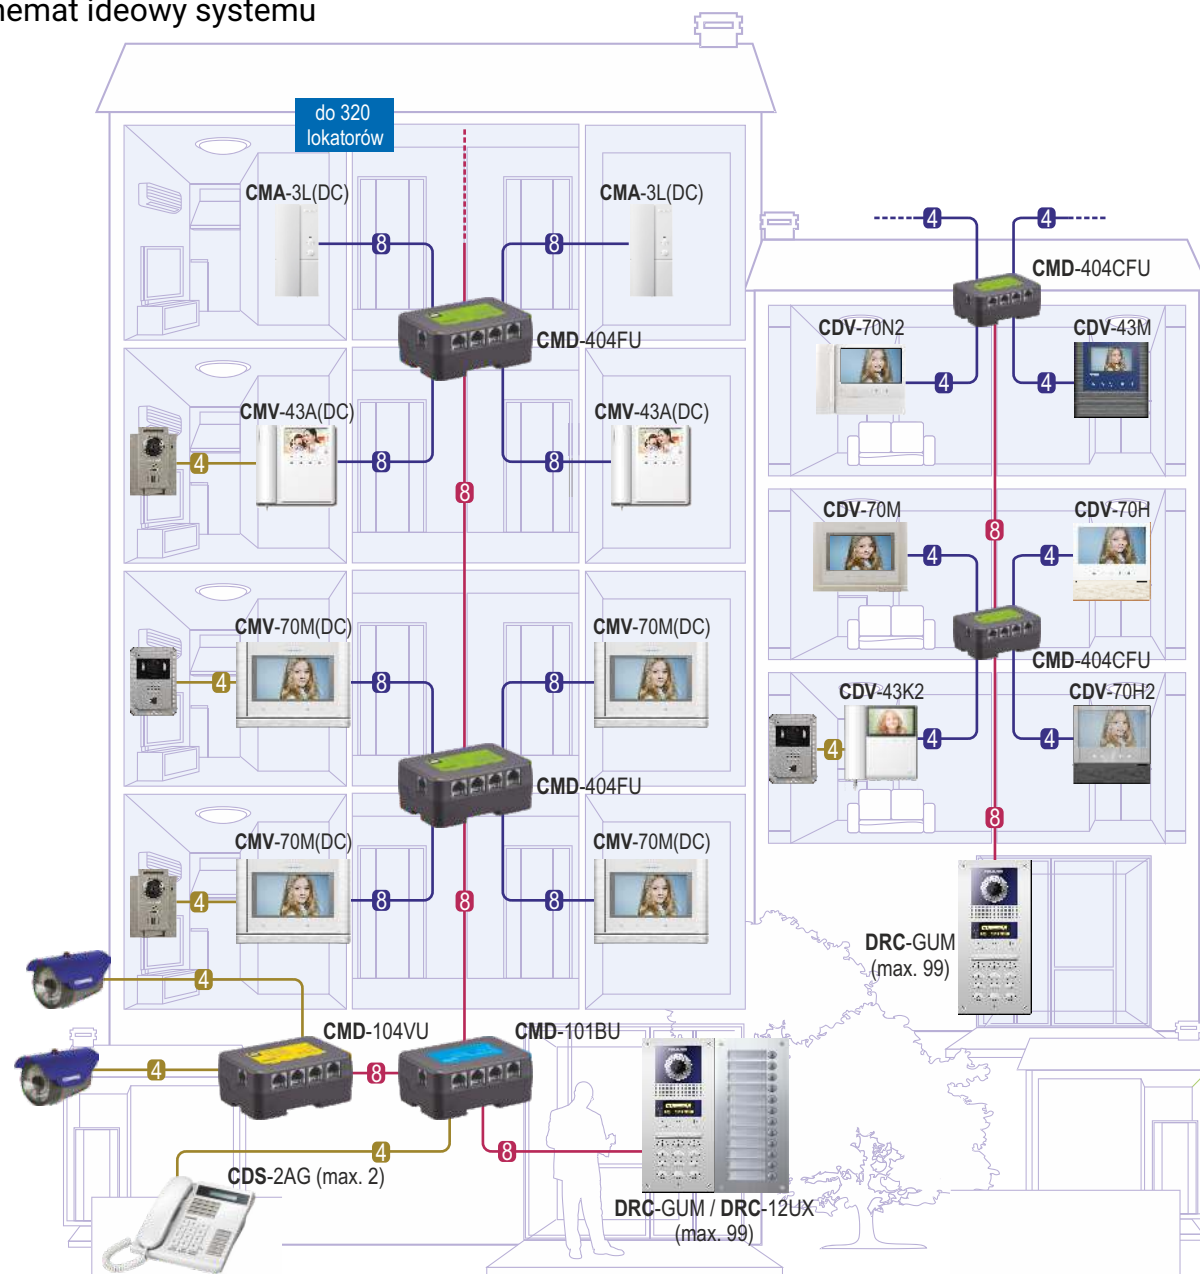 hemat ideowy systemu
do 320
lokatorów
CMA-3L(DC)
CMA-3L(DC)
8
8
4
4
CMD-404CFU
CMD-404FU
CDV-70N2
CDV-43M
4
4
CMV-43A(DC)
CMV-43A(DC)
4
8
8
8
CDV-70M
CDV-70H
8
4
4
CMV-70M(DC)
CMV-70M(DC)
4
8
8
CMD-404CFU
CDV-43K2
CDV-70H2
4
4
4
CMD-404FU
8
CMV-70M(DC)
CMV-70M(DC)
4
8
8
8
DRC-GUM
(max. 99)
4
CMD-104VU
CMD-101BU
4
8
4
8
CDS-2AG (max. 2)
DRC-GUM / DRC-12UX
(max. 99)